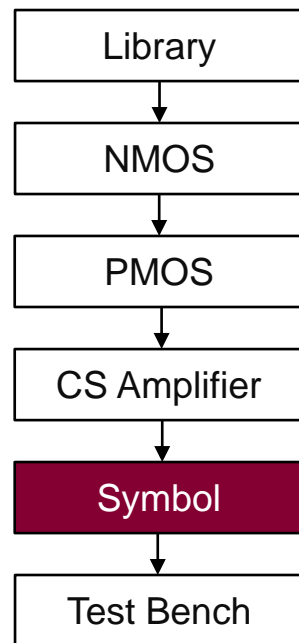 Library
NMOS
PMOS
CS Amplifier
Symbol
Test Bench